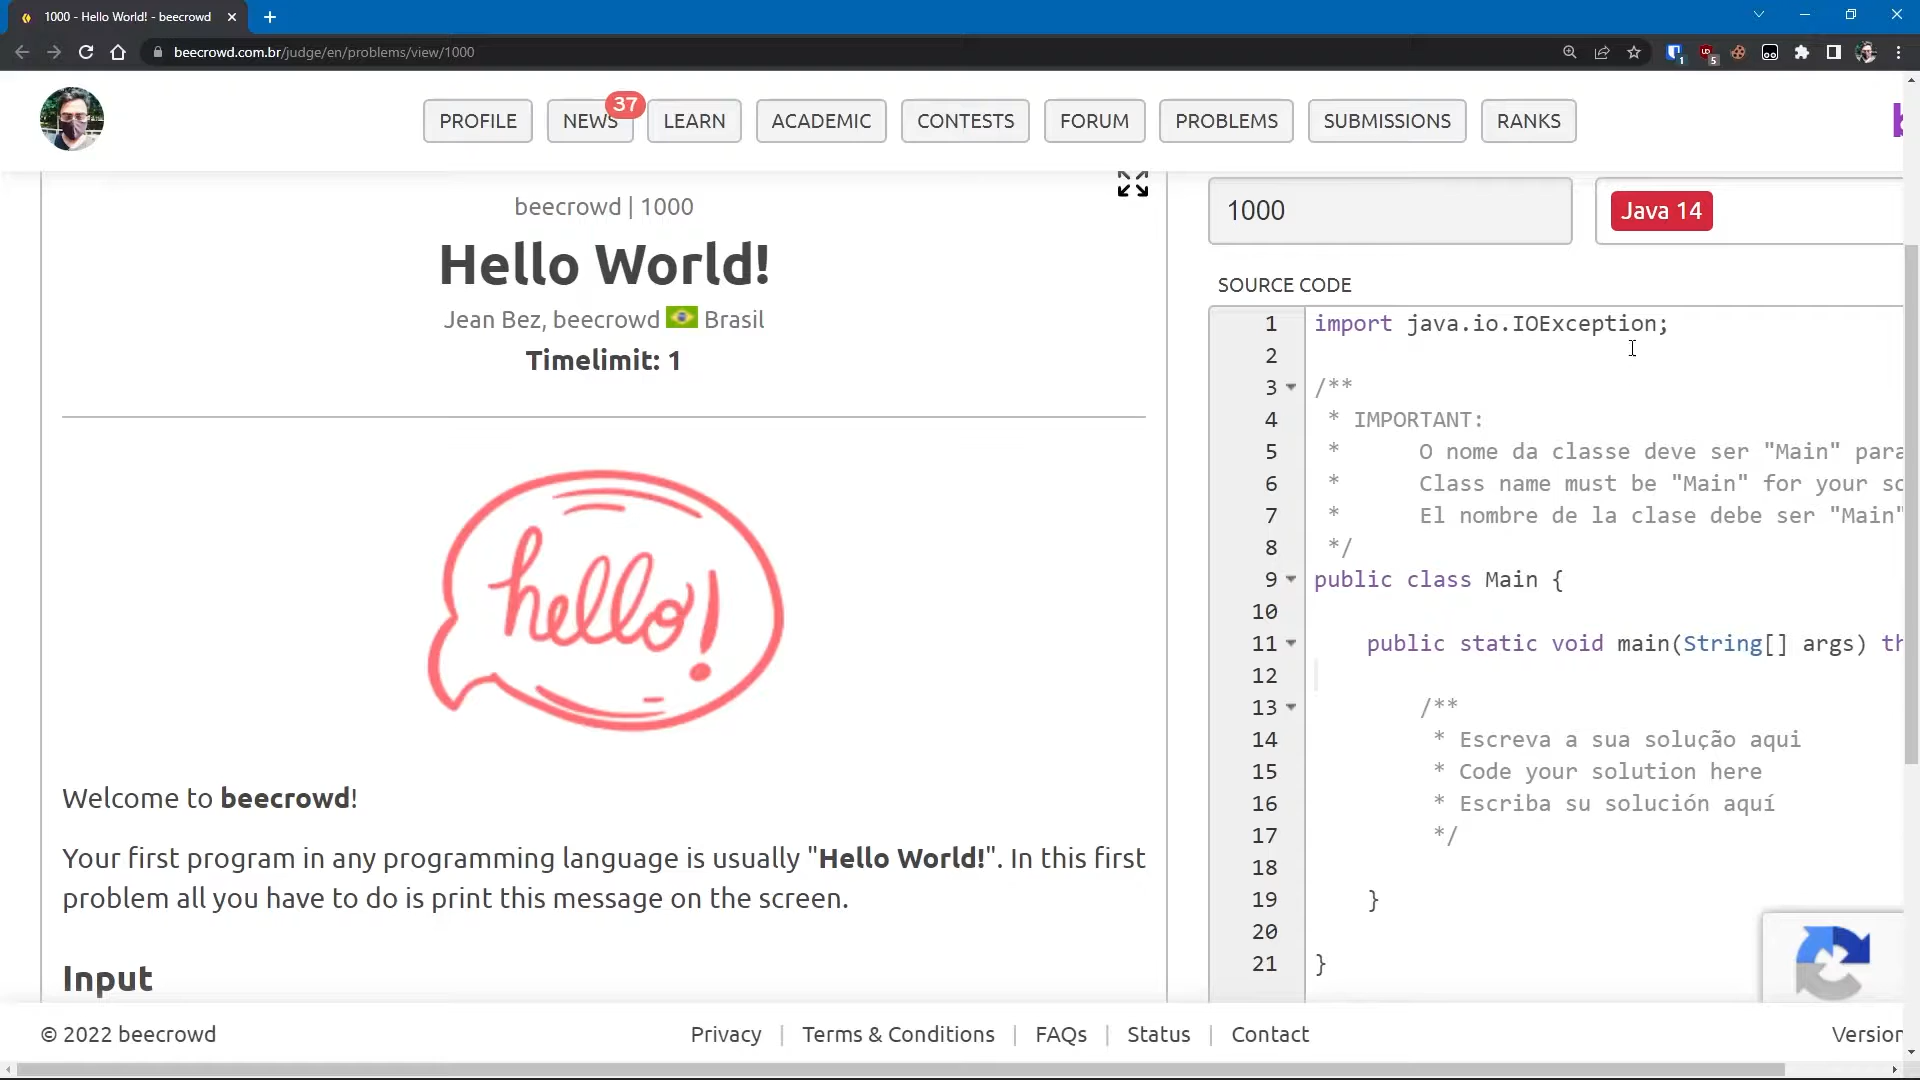 1000 - Hello World! - beecrowd
beecrowd.com.br/judge/en/problems/view/1000
1
5
PROFILE
NEWS
37
LEARN
ACADEMIC
CONTESTS
FORUM
PROBLEMS
SUBMISSIONS
RANKS
beecrowd | 1000
Hello World!
Jean Bez, beecrowd Brasil
Timelimit: 1
hello!
Welcome to beecrowd!
Your first program in any programming language is usually "Hello World!". In this first
problem all you have to do is print this message on the screen.
Input
1000
Java 14
SOURCE CODE
1 import java.io.IOException;
2
3 /**
4 * IMPORTANT:
5 * O nome da classe deve ser "Main" para
6 * Class name must be "Main" for your so
7 * El nombre de la clase debe ser "Main"
8 */
9 public class Main {
10
11 public static void main(String[] args) th
12
13 /**
14 * Escreva a sua solução aqui
15 * Code your solution here
16 * Escriba su solución aquí
17 */
18
19 }
20
21 }
© 2022 beecrowd
Privacy | Terms & Conditions | FAQs | Status | Contact
Version